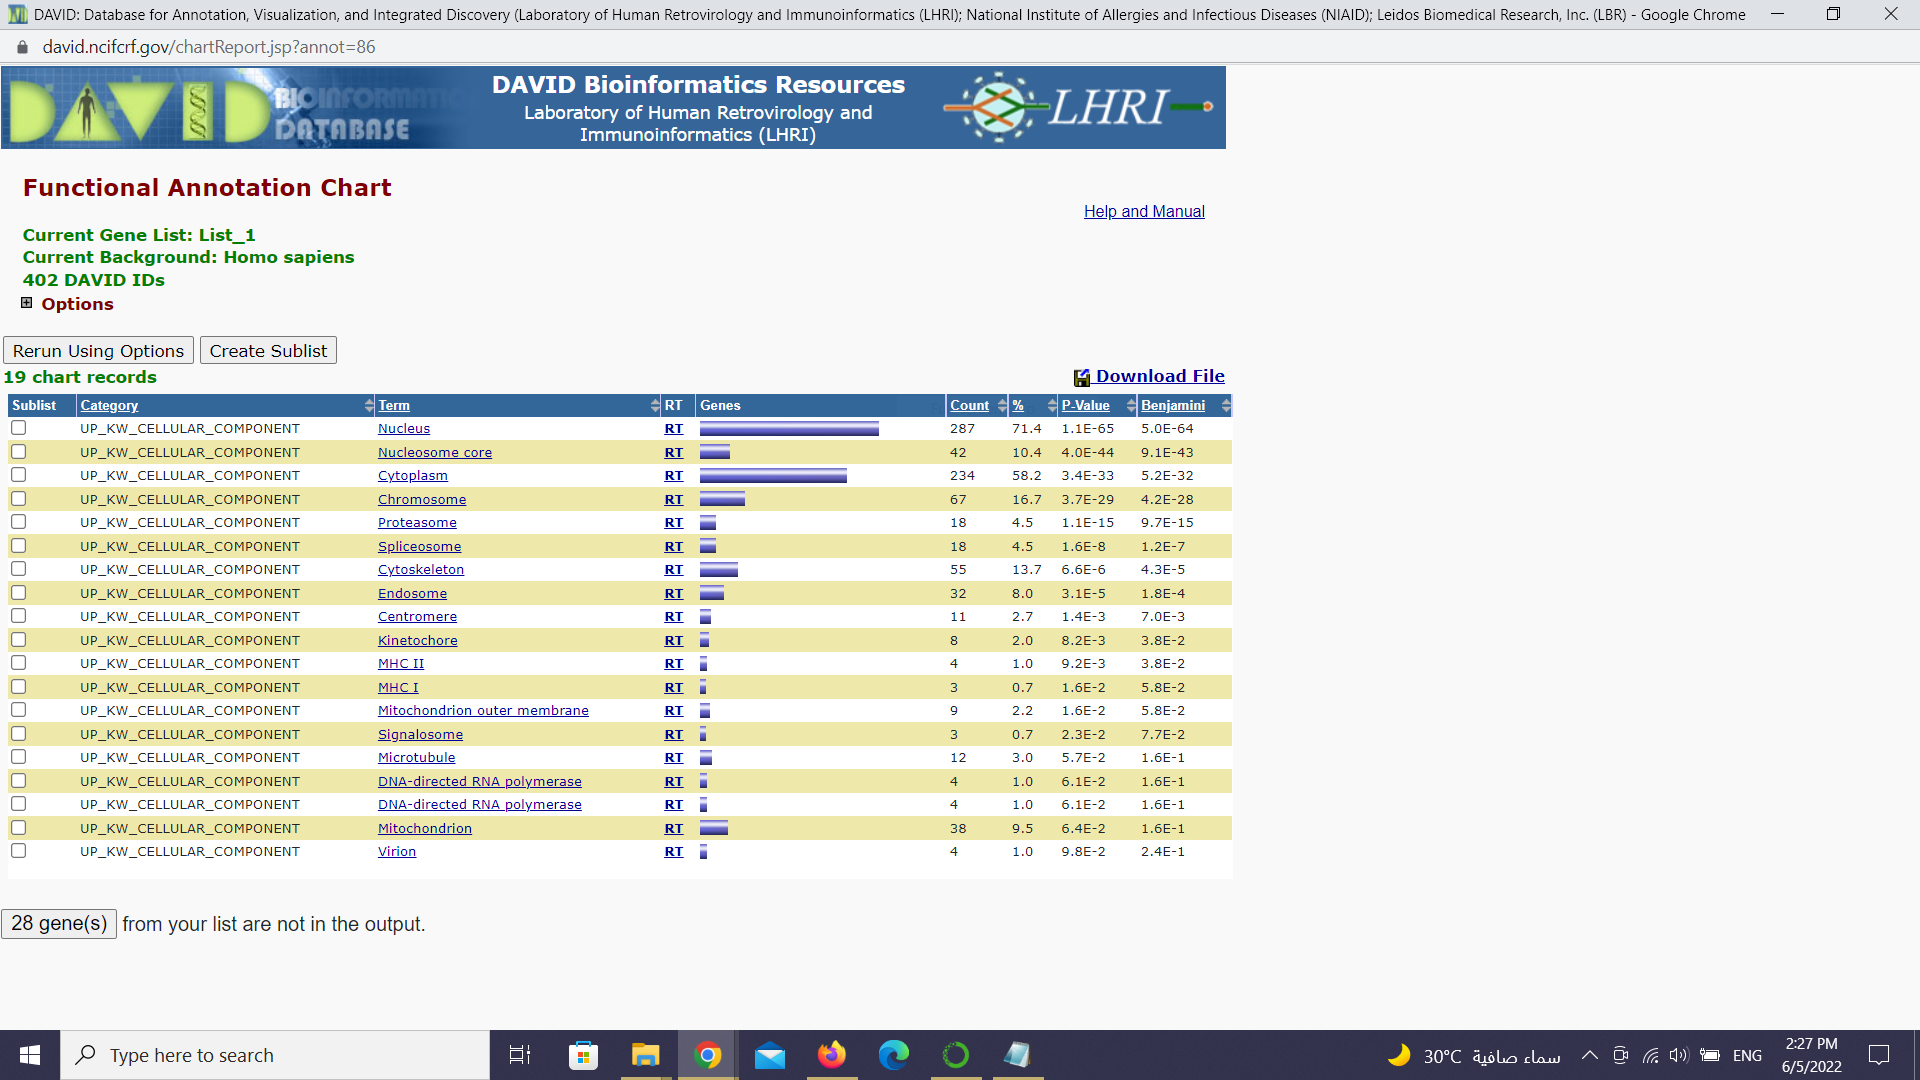 DAVID: Database for Annotation, Visualization, and Integrated Discovery (Laboratory of Human Retrovirology and Immunoinformatics (LHRI); National Institute of Allergies and Infectious Diseases (NIAID); Leidos Biomedical Research, Inc. (LBR) - Google Chrome
david.ncifcrf.gov/chartReport.jsp?annot=86
DAVID BIOINFORMATICS DATABASE
DAVID Bioinformatics Resources
Laboratory of Human Retrovirology and
Immunoinformatics (LHRI)
LHRI
Functional Annotation Chart
Help and Manual
Current Gene List: List_1
Current Background: Homo sapiens
402 DAVID IDs
Options
Rerun Using Options Create Sublist
19 chart records Download File
Sublist Category Term RT Genes Count % P-Value Benjamini
UP_KW_CELLULAR_COMPONENT Nucleus RT 287 71.4 1.1E-65 5.0E-64
UP_KW_CELLULAR_COMPONENT Nucleosome core RT 42 10.4 4.0E-44 9.1E-43
UP_KW_CELLULAR_COMPONENT Cytoplasm RT 234 58.2 3.4E-33 5.2E-32
UP_KW_CELLULAR_COMPONENT Chromosome RT 67 16.7 3.7E-29 4.2E-28
UP_KW_CELLULAR_COMPONENT Proteasome RT 18 4.5 1.1E-15 9.7E-15
UP_KW_CELLULAR_COMPONENT Spliceosome RT 18 4.5 1.6E-8 1.2E-7
UP_KW_CELLULAR_COMPONENT Cytoskeleton RT 55 13.7 6.6E-6 4.3E-5
UP_KW_CELLULAR_COMPONENT Endosome RT 32 8.0 3.1E-5 1.8E-4
UP_KW_CELLULAR_COMPONENT Centromere RT 11 2.7 1.4E-3 7.0E-3
UP_KW_CELLULAR_COMPONENT Kinetochore RT 8 2.0 8.2E-3 3.8E-2
UP_KW_CELLULAR_COMPONENT MHC II RT 4 1.0 9.2E-3 3.8E-2
UP_KW_CELLULAR_COMPONENT MHC I RT 3 0.7 1.6E-2 5.8E-2
UP_KW_CELLULAR_COMPONENT Mitochondrion outer membrane RT 9 2.2 1.6E-2 5.8E-2
UP_KW_CELLULAR_COMPONENT Signalosome RT 3 0.7 2.3E-2 7.7E-2
UP_KW_CELLULAR_COMPONENT Microtubule RT 12 3.0 5.7E-2 1.6E-1
UP_KW_CELLULAR_COMPONENT DNA-directed RNA polymerase RT 4 1.0 6.1E-2 1.6E-1
UP_KW_CELLULAR_COMPONENT DNA-directed RNA polymerase RT 4 1.0 6.1E-2 1.6E-1
UP_KW_CELLULAR_COMPONENT Mitochondrion RT 38 9.5 6.4E-2 1.6E-1
UP_KW_CELLULAR_COMPONENT Virion RT 4 1.0 9.8E-2 2.4E-1
28 gene(s) from your list are not in the output.
Type here to search
30°C سماء صافية
ENG
2:27 PM
6/5/2022